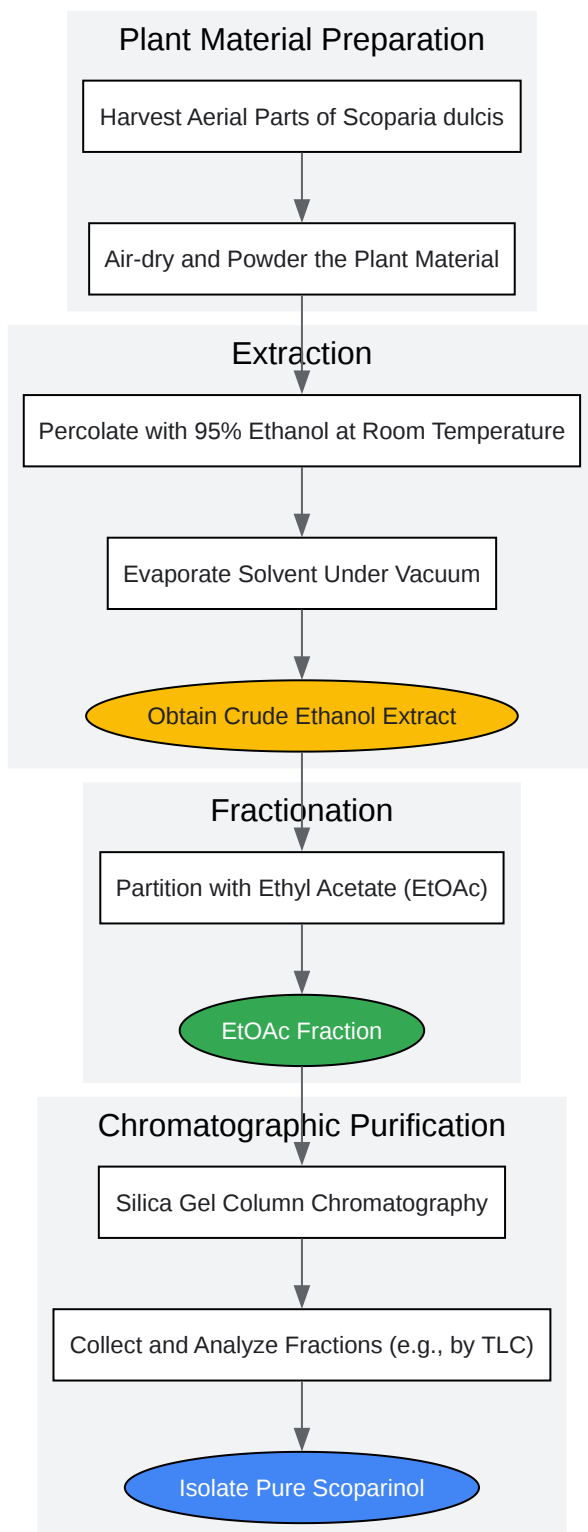 Plant Material Preparation
Harvest Aerial Parts of Scoparia dulcis
Air-dry and Powder the Plant Material
Extraction
Percolate with 95% Ethanol at Room Temperature
Evaporate Solvent Under Vacuum
Obtain Crude Ethanol Extract
Fractionation
Partition with Ethyl Acetate (EtOAc)
EtOAc Fraction
Chromatographic Purification
Silica Gel Column Chromatography
Collect and Analyze Fractions (e.g., by TLC)
Isolate Pure Scoparinol